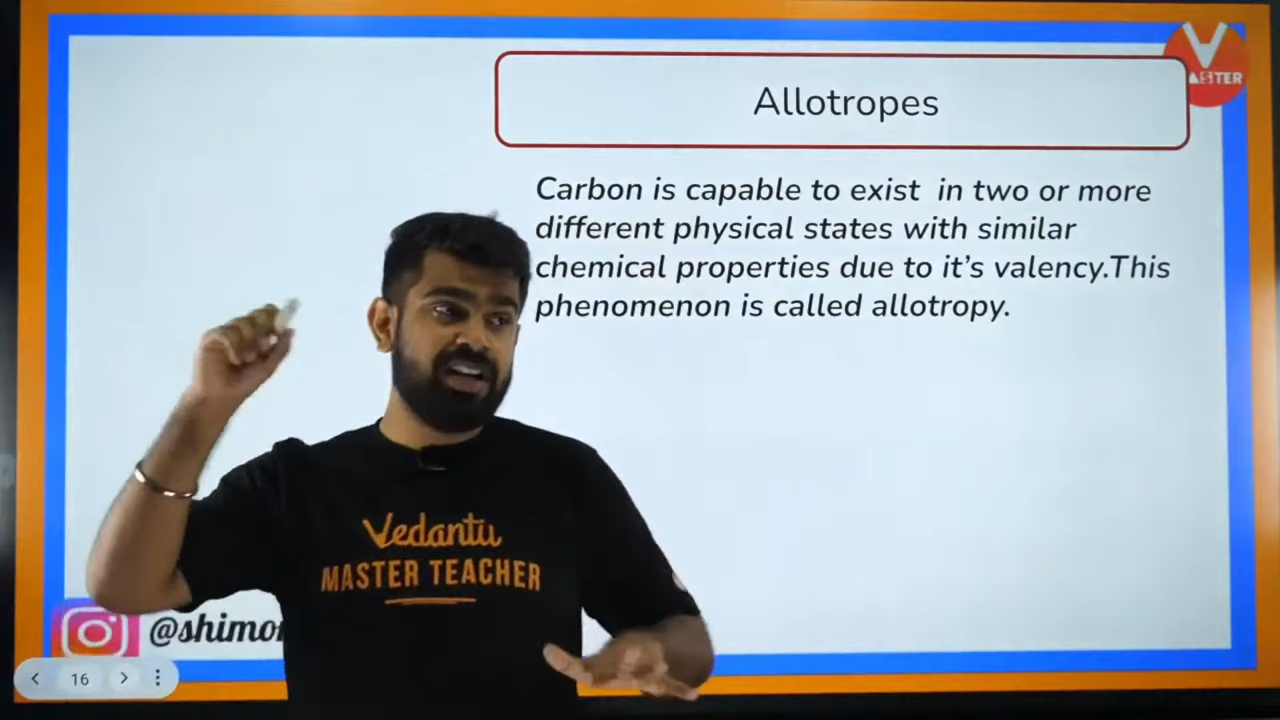 Allotropes
ASTER
Carbon is capable to exist in two or more
different physical states with similar
chemical properties due to it’s valency.This
phenomenon is called allotropy.
Vedantu
MASTER TEACHER
16